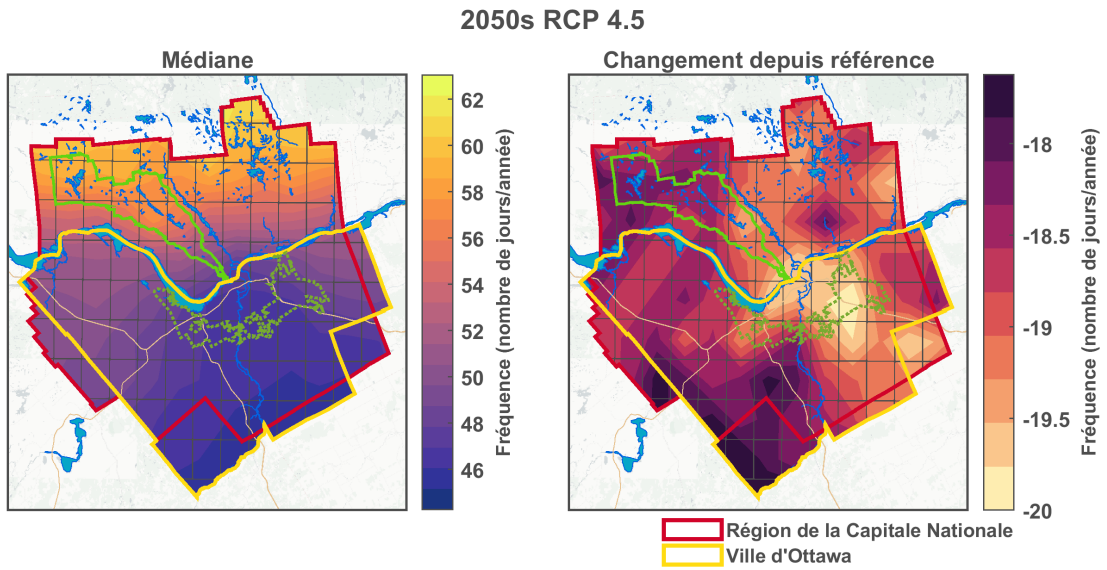 2050s RCP 4.5
Médiane
62
60
58
56
54
52
50
48
46
Fréquence (nombre de jours/année)
Changement depuis référence
-18
-18.5
-19
-19.5
-20
Fréquence (nombre de jours/année)
Région de la Capitale Nationale
Ville d'Ottawa